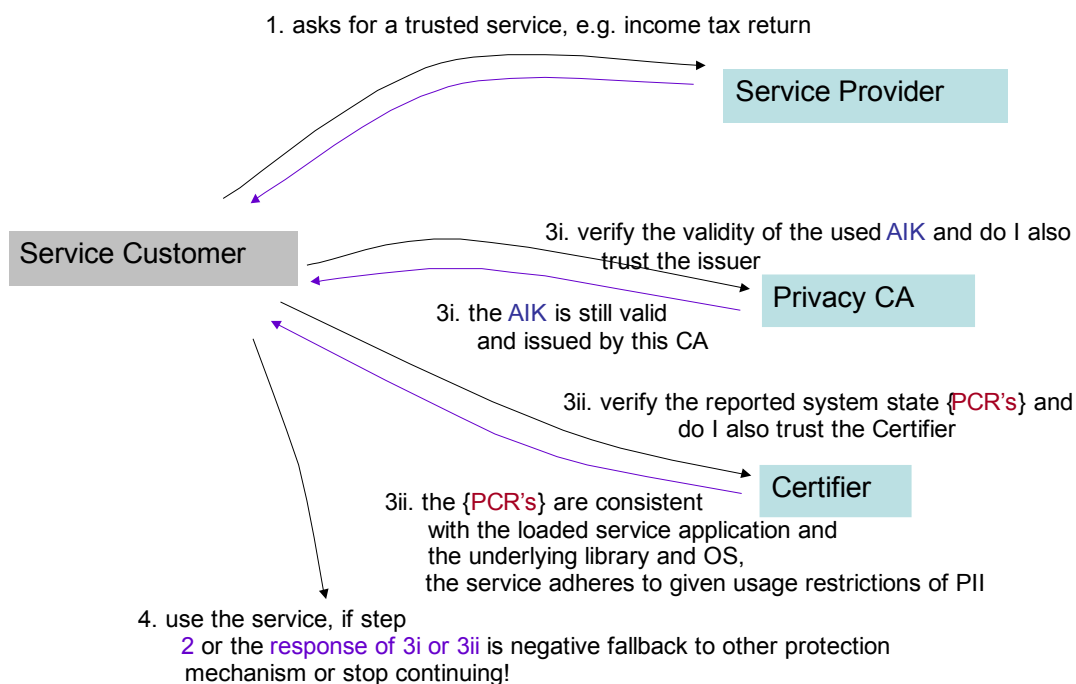 1. asks for a trusted service, e.g. income tax return
Service Provider
Service Customer
3i. verify the validity of the used AIK and do I also
trust the issuer
Privacy CA
3i. the AIK is still valid
and issued by this CA
3ii. verify the reported system state {PCR's} and
do I also trust the Certifier
Certifier
3ii. the {PCR's} are consistent
with the loaded service application and
the underlying library and OS,
the service adheres to given usage restrictions of PII
4. use the service, if step
2 or the response of 3i or 3ii is negative fallback to other protection
mechanism or stop continuing!